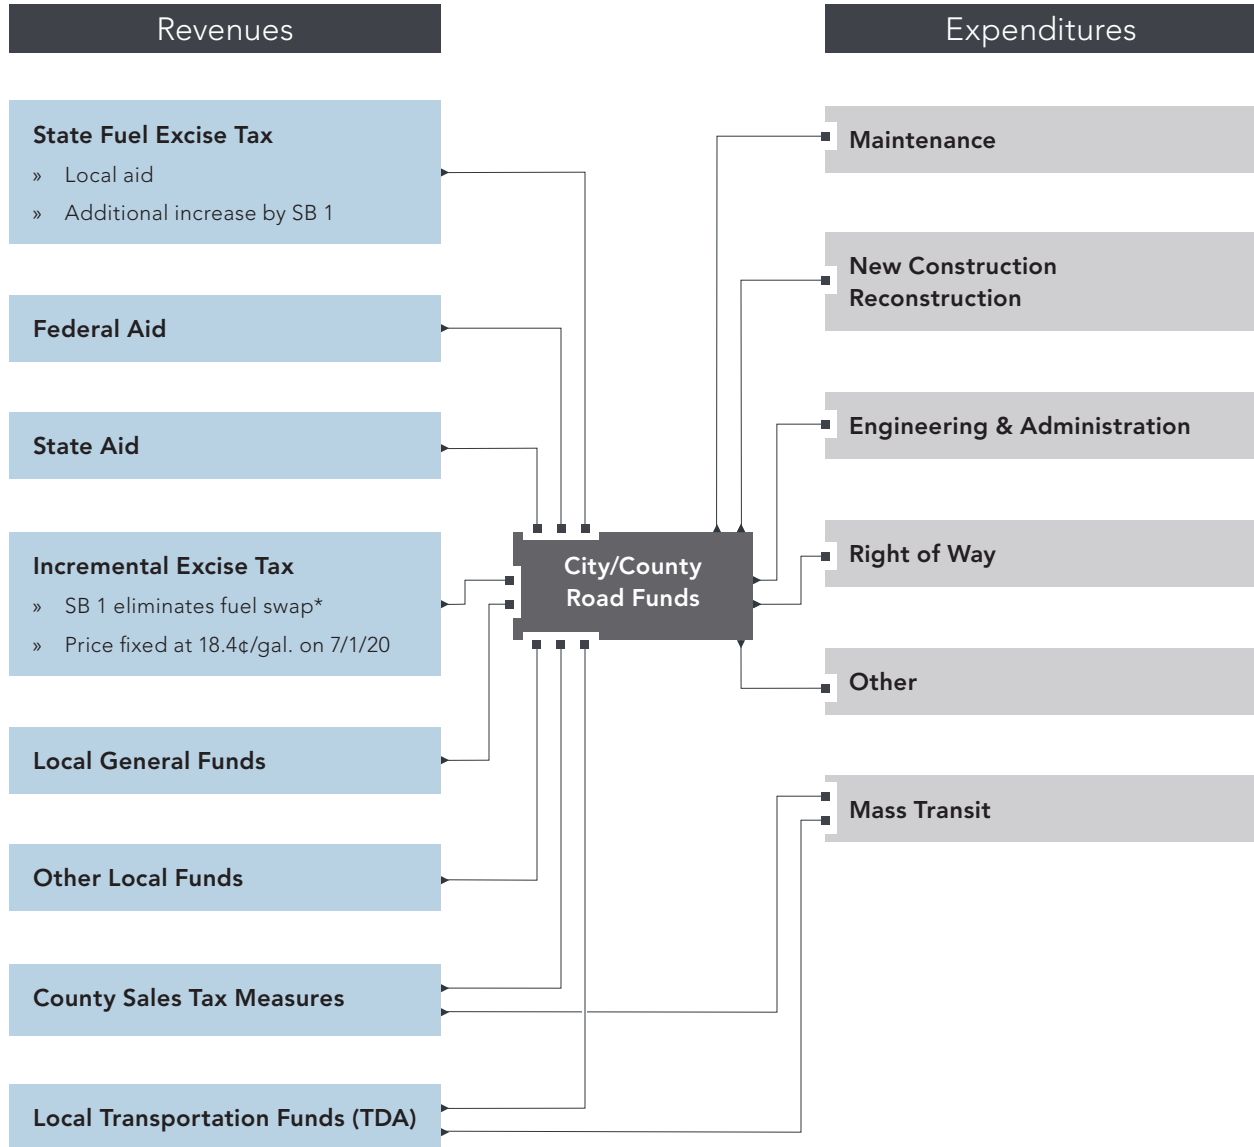 Revenues
State Fuel Excise Tax
» Local aid
» Additional increase by SB 1
Federal Aid
State Aid
Incremental Excise Tax
» SB 1 eliminates fuel swap*
» Price fixed at 18.4¢/gal. on 7/1/20
Local General Funds
Other Local Funds
County Sales Tax Measures
Local Transportation Funds (TDA)
City/County
Road Funds
Expenditures
Maintenance
New Construction
Reconstruction
Engineering & Administration
Right of Way
Other
Mass Transit